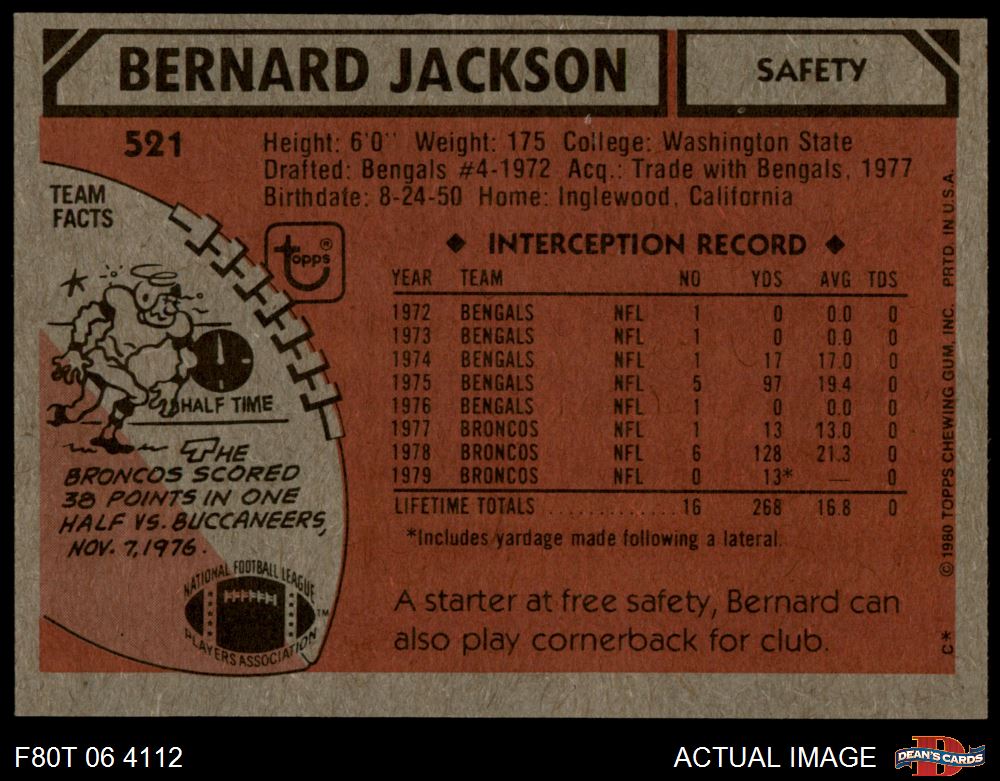 BERNARD JACKSON
SAFETY
521
Height: 6'0" Weight: 175 College: Washington State
Drafted: Bengals #4-1972 Acq.: Trade with Bengals, 1977
Birthdate: 8-24-50 Home: Inglewood, California
TEAM
FACTS
topps®
◆ INTERCEPTION RECORD ◆
YEAR TEAM NO YDS AVG TDS
1972 BENGALS NFL 1 0 0.0 0
1973 BENGALS NFL 1 0 0.0 0
1974 BENGALS NFL 1 17 17.0 0
1975 BENGALS NFL 5 97 19.4 0
1976 BENGALS NFL 1 0 0.0 0
1977 BRONCOS NFL 1 13 13.0 0
1978 BRONCOS NFL 6 128 21.3 0
1979 BRONCOS NFL 0 13* — 0
LIFETIME TOTALS ............ 16 268 16.8 0
*Includes yardage made following a lateral.
HALF TIME
THE
BRONCOS SCORED
38 POINTS IN ONE
HALF VS. BUCCANEERS,
NOV. 7, 1976.
NATIONAL FOOTBALL LEAGUE
PLAYERS ASSOCIATION
TM
A starter at free safety, Bernard can
also play cornerback for club.
C* © 1980 TOPPS CHEWING GUM, INC. PRTD. IN U.S.A.
F80T 06 4112
ACTUAL IMAGE
D
DEAN'S CARDS